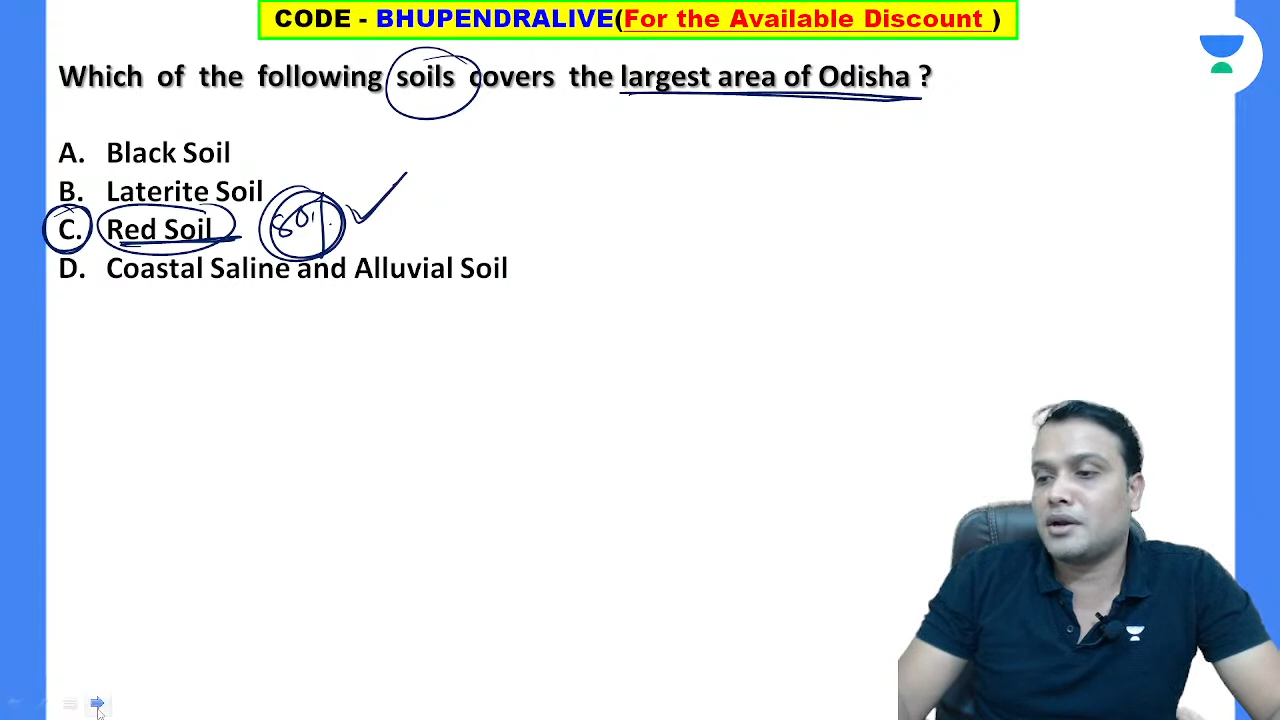 CODE - BHUPENDRALIVE(For the Available Discount )
Which of the following soils covers the largest area of Odisha ?
A. Black Soil
B. Laterite Soil
C. Red Soil
D. Coastal Saline and Alluvial Soil